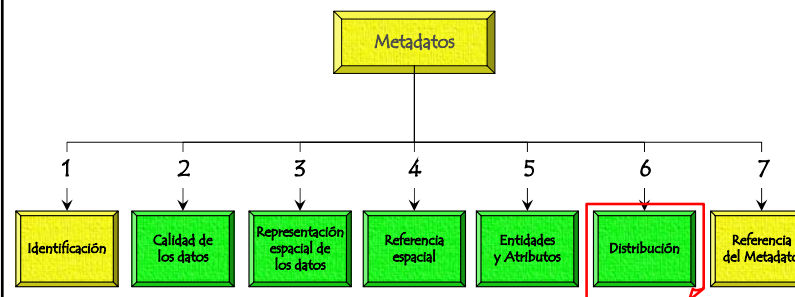 Metadatos
1 2 3 4 5 6 7
Identificación
Calidad de
los datos
Representación
espacial de
los datos
Referencia
espacial
Entidades
y Atributos
Distribución
Referencia
del Metadato